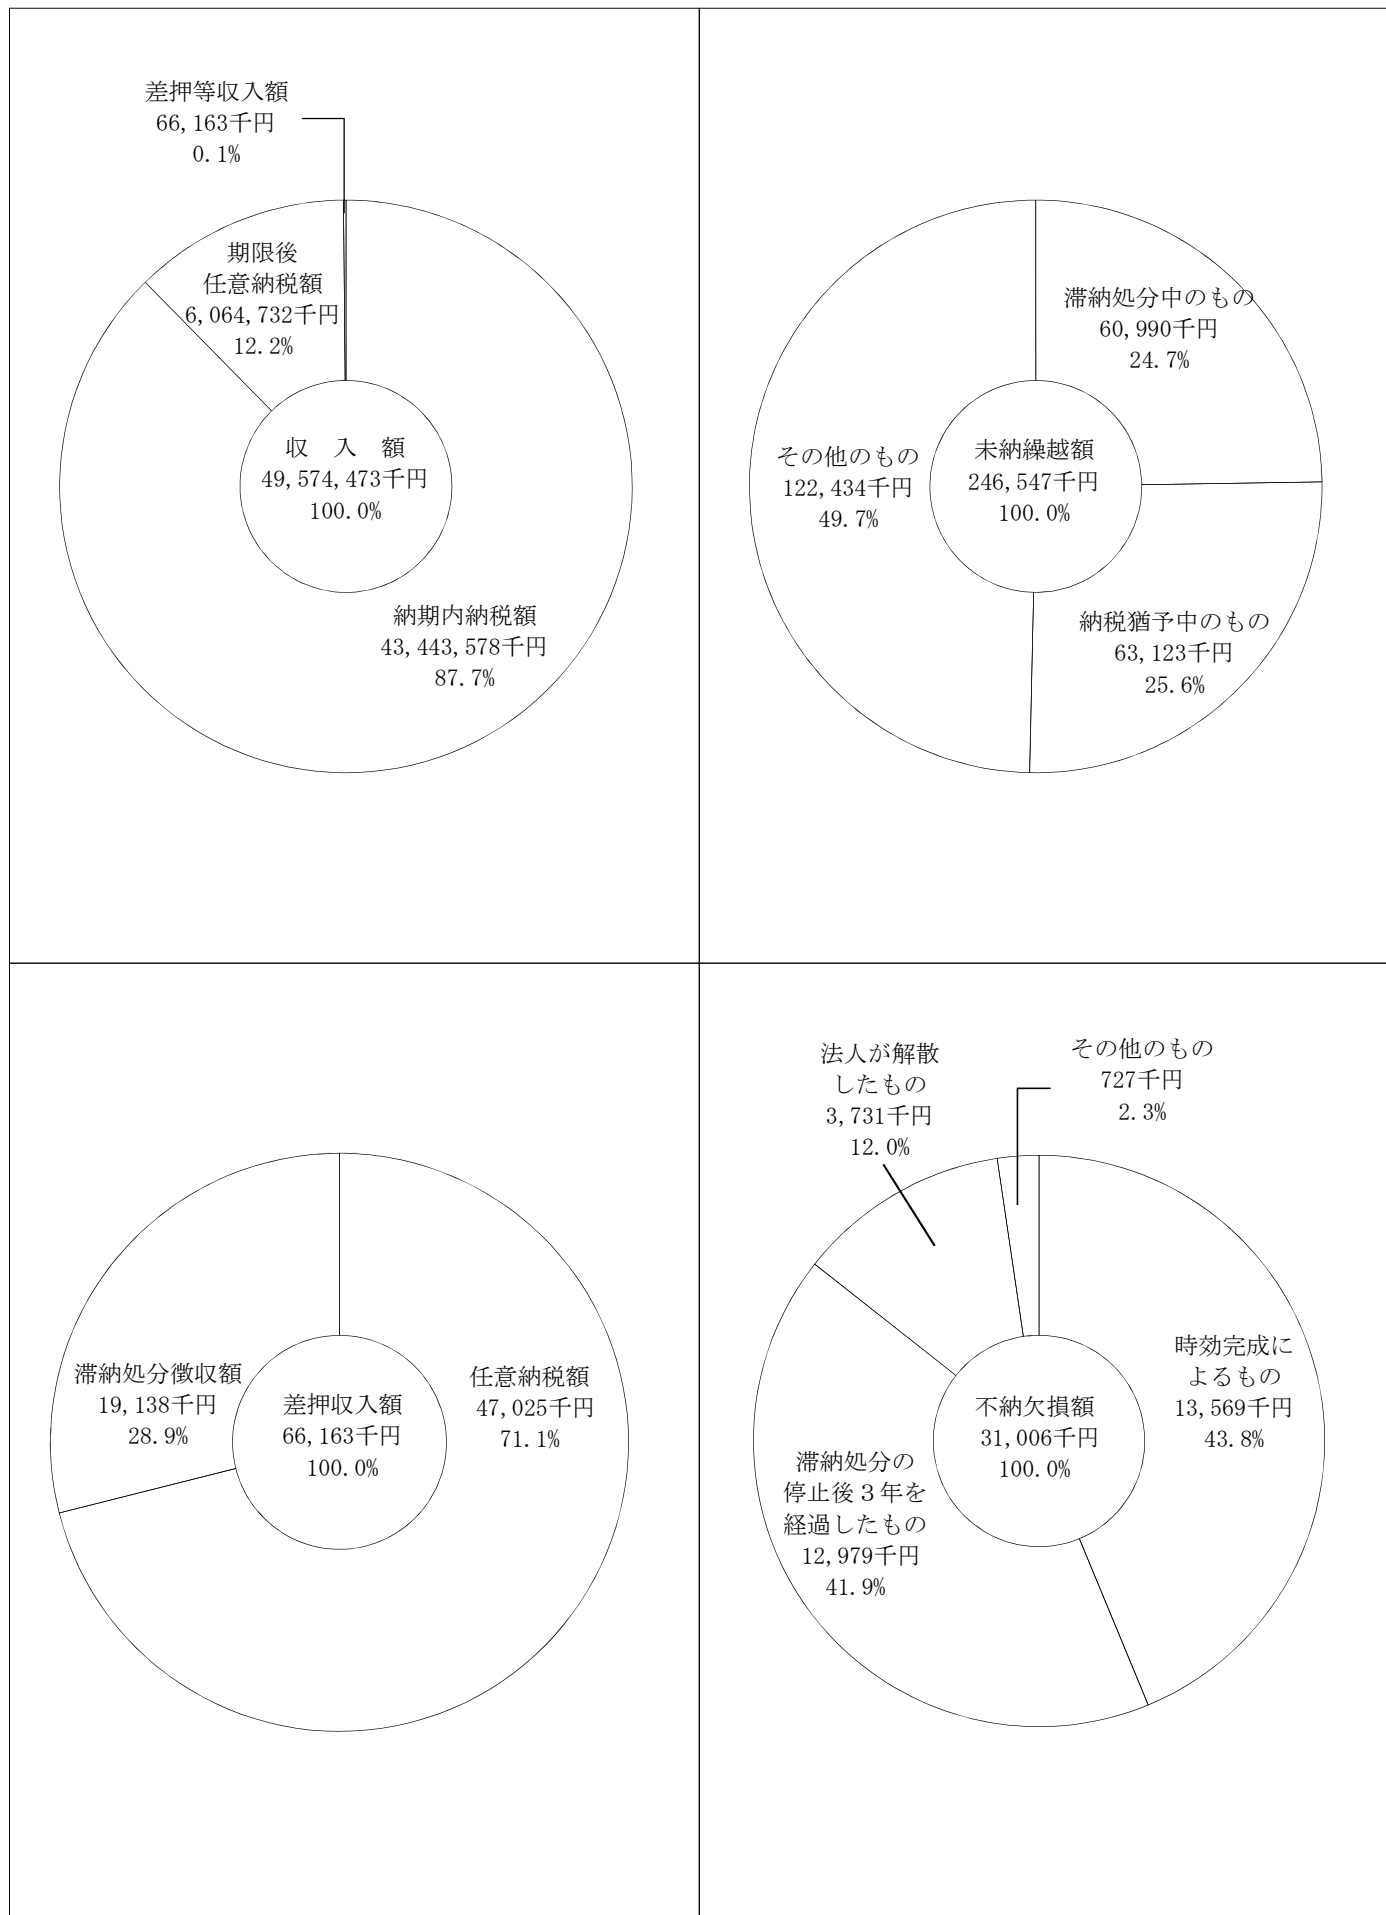 差押等収入額
66,163千円
0.1%
期限後
任意納税額
6,064,732千円
12.2%
収　入　額
49,574,473千円
100.0%
納期内納税額
43,443,578千円
87.7%
滞納処分中のもの
60,990千円
24.7%
その他のもの
122,434千円
49.7%
未納繰越額
246,547千円
100.0%
納税猶予中のもの
63,123千円
25.6%
滞納処分徴収額
19,138千円
28.9%
差押収入額
66,163千円
100.0%
任意納税額
47,025千円
71.1%
法人が解散
したもの
3,731千円
12.0%
その他のもの
727千円
2.3%
時効完成に
よるもの
13,569千円
43.8%
不納欠損額
31,006千円
100.0%
滞納処分の
停止後３年を
経過したもの
12,979千円
41.9%